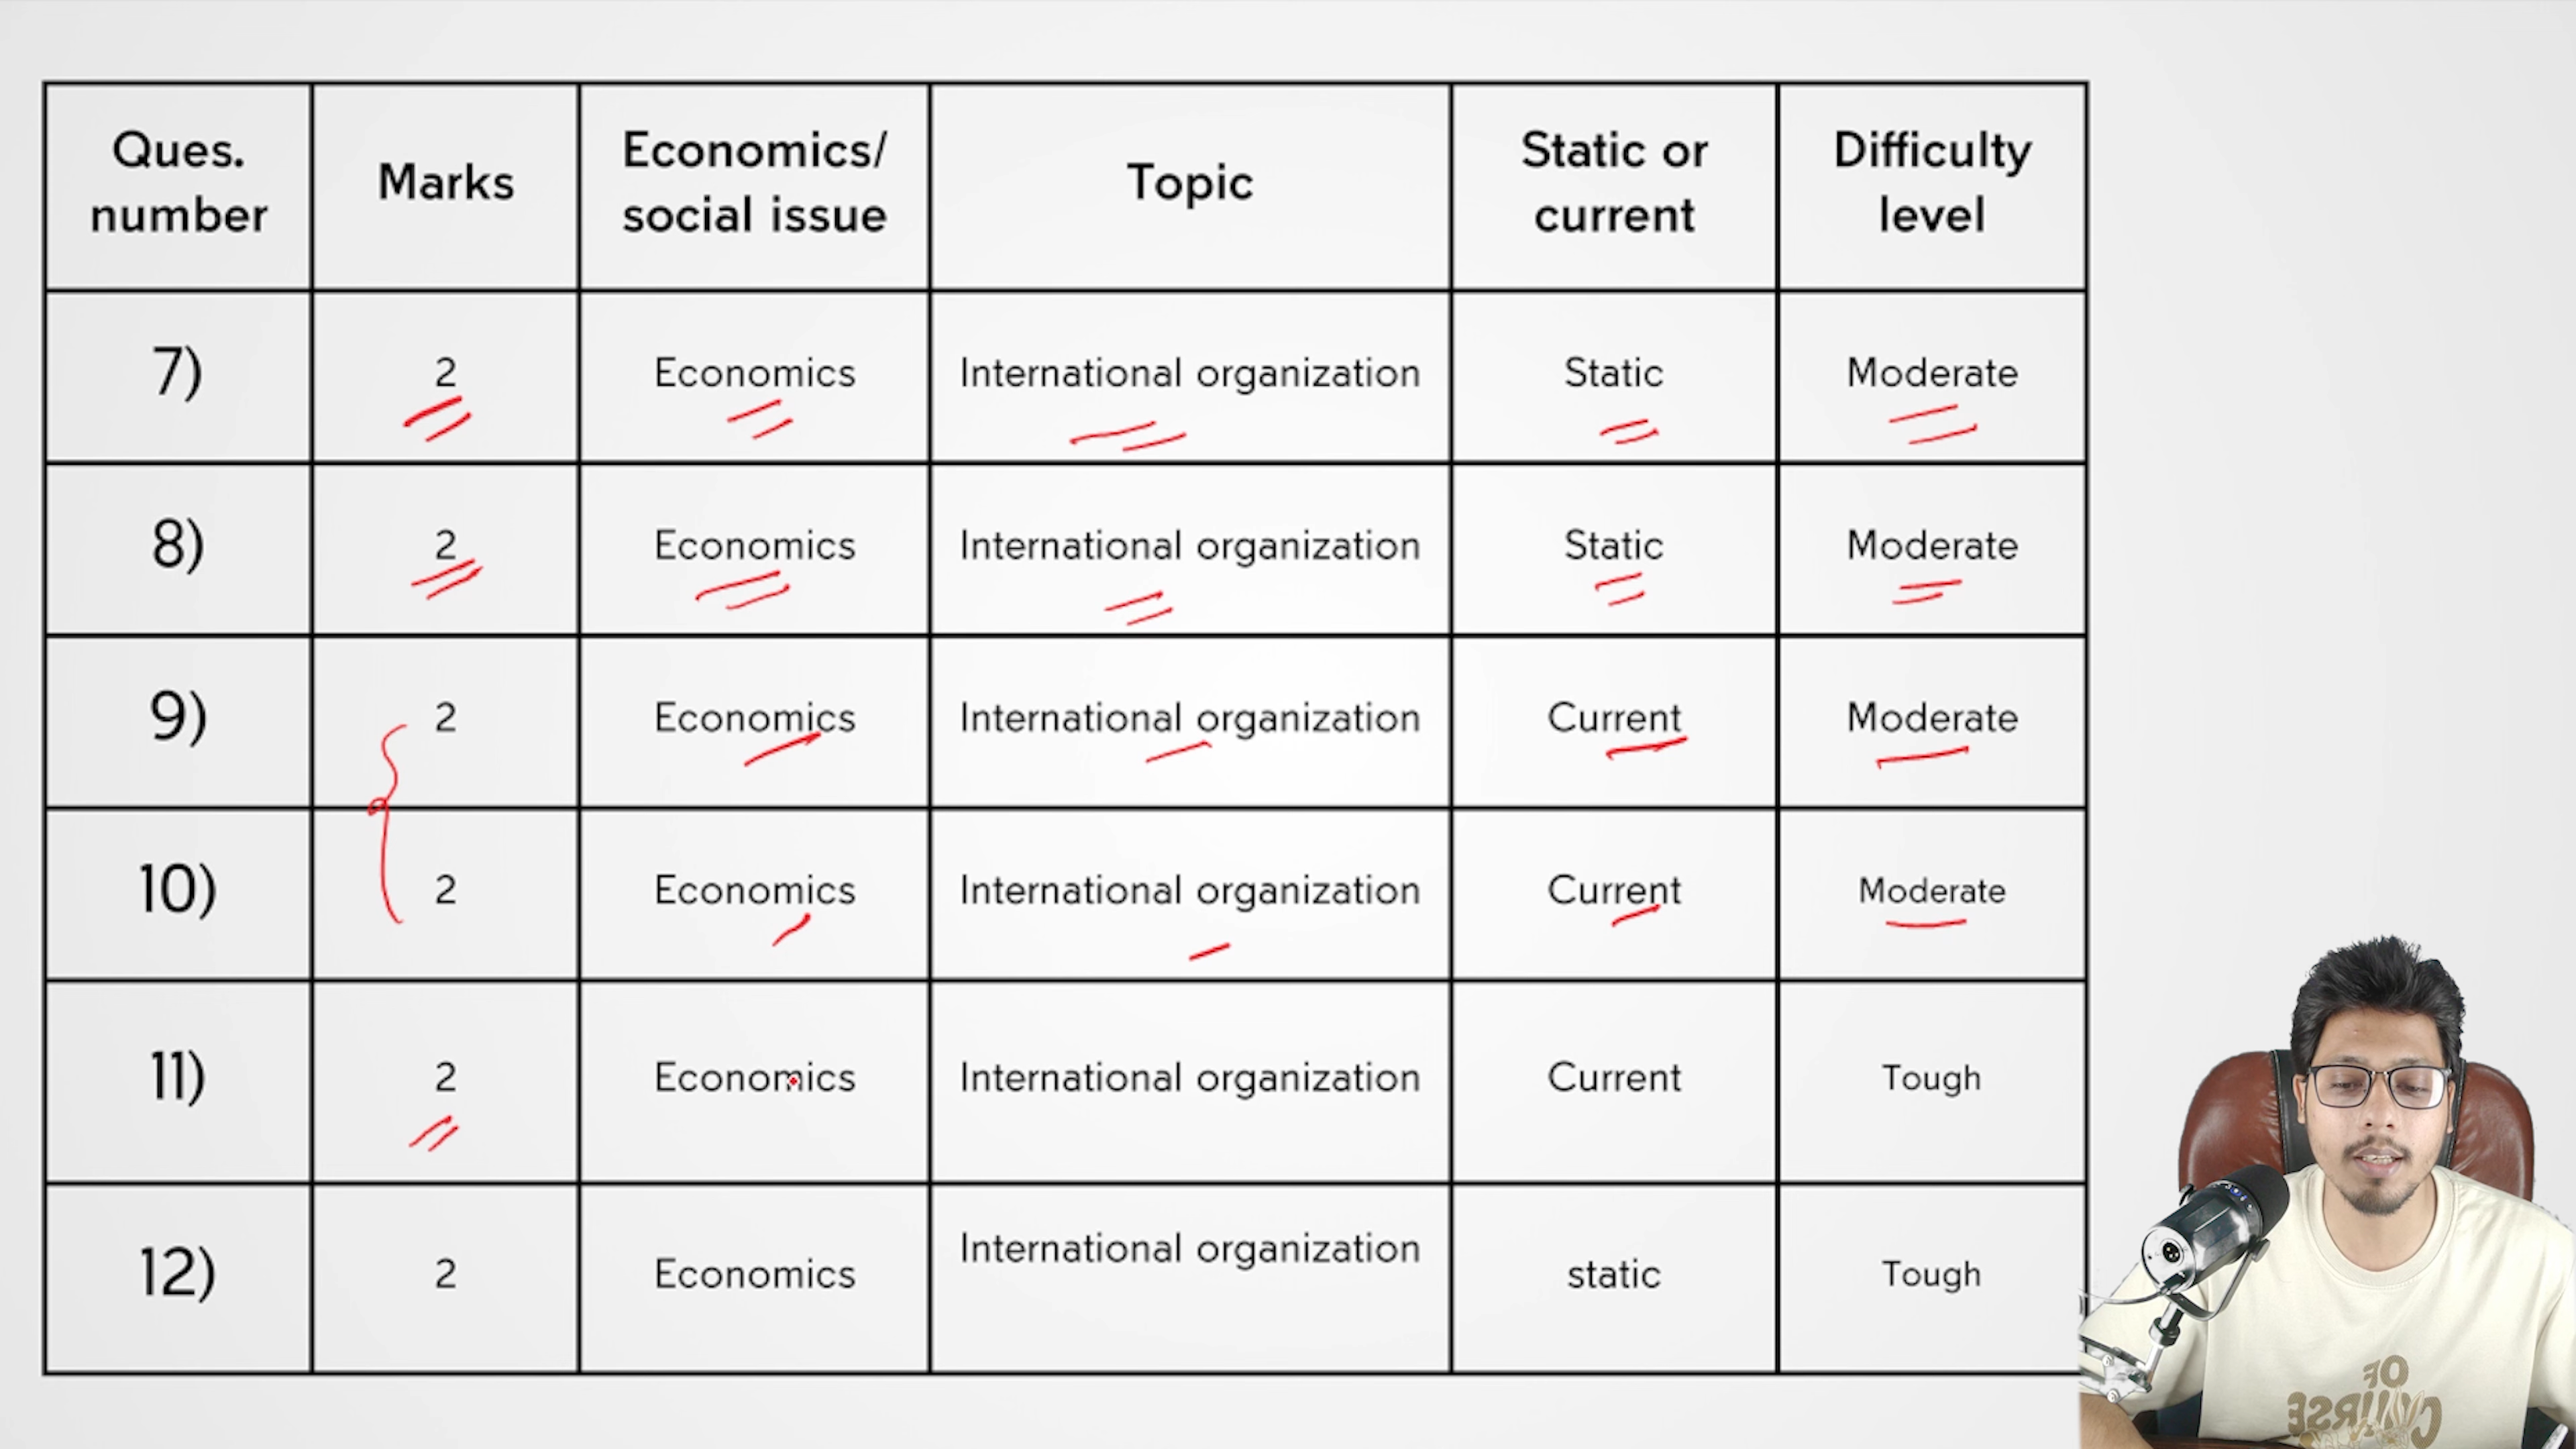 Ques. number Marks Economics/ social issue Topic Static or current Difficulty level
7) 2 Economics International organization Static Moderate
8) 2 Economics International organization Static Moderate
9) 2 Economics International organization Current Moderate
10) 2 Economics International organization Current Moderate
11) 2 Economics International organization Current Tough
12) 2 Economics International organization static Tough
OF
COURSE